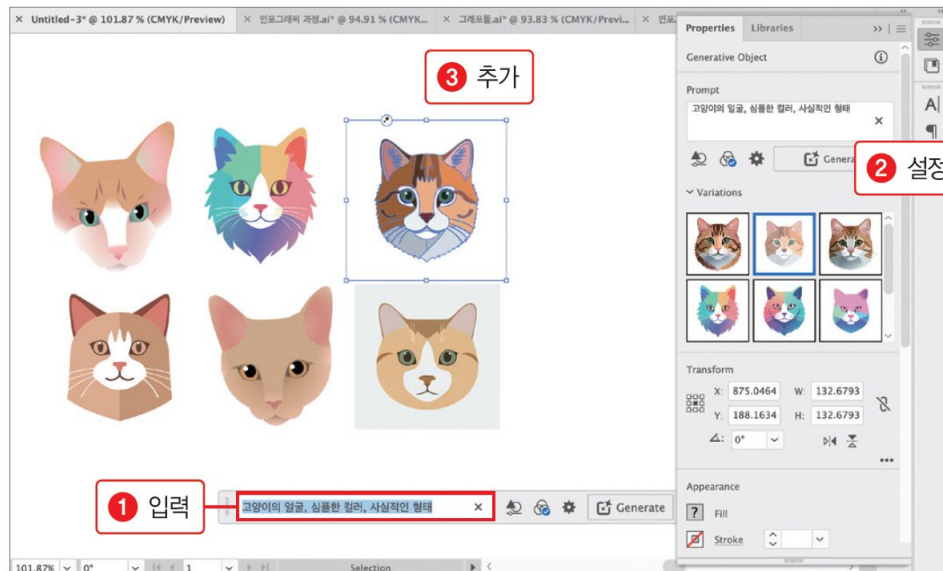 × Untitled-3* @ 101.87 % (CMYK/Preview)
× 인포그래픽 과정.ai* @ 94.91 % (CMYK...
× 그래프툴.ai* @ 93.83 % (CMYK/Previ...
×
Properties
Libraries
Generative Object
Prompt
고양이의 얼굴, 심플한 컬러, 사실적인 형태
×
Genera
2 설정
Variations
3 추가
Transform
X: 875.0464 W: 132.6793
Y: 188.1634 H: 132.6793
0°
Appearance
? Fill
Stroke
1 입력
고양이의 얼굴, 심플한 컬러, 사실적인 형태
×
Generate
101.87% 0° 1 Selection